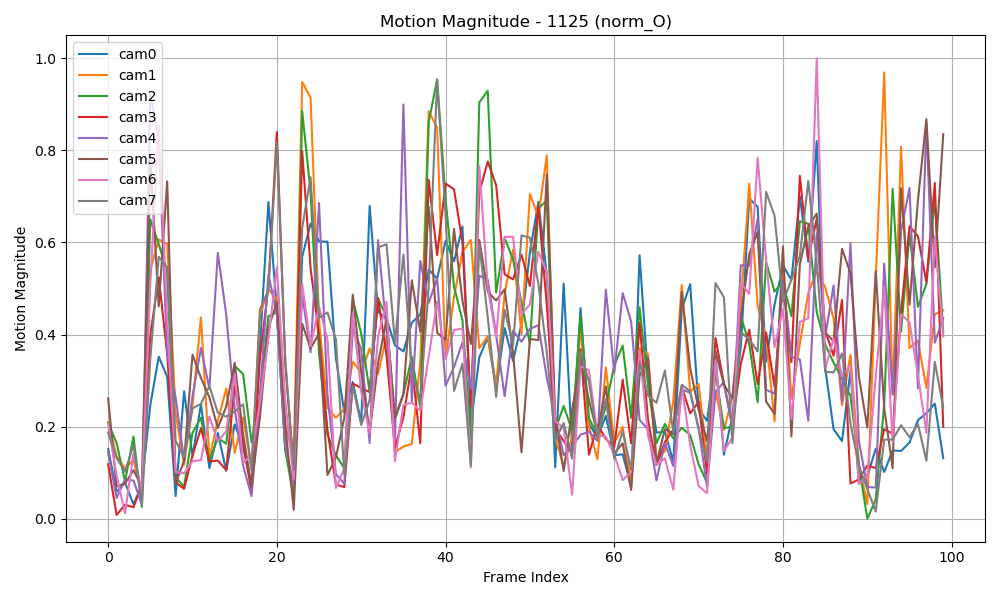 Motion Magnitude - 1125 (norm_O)
cam0
cam1
cam2
cam3
cam4
cam5
cam6
cam7
Motion Magnitude
1.0
0.8
0.6
0.4
0.2
0.0
0
20
40
60
80
100
Frame Index